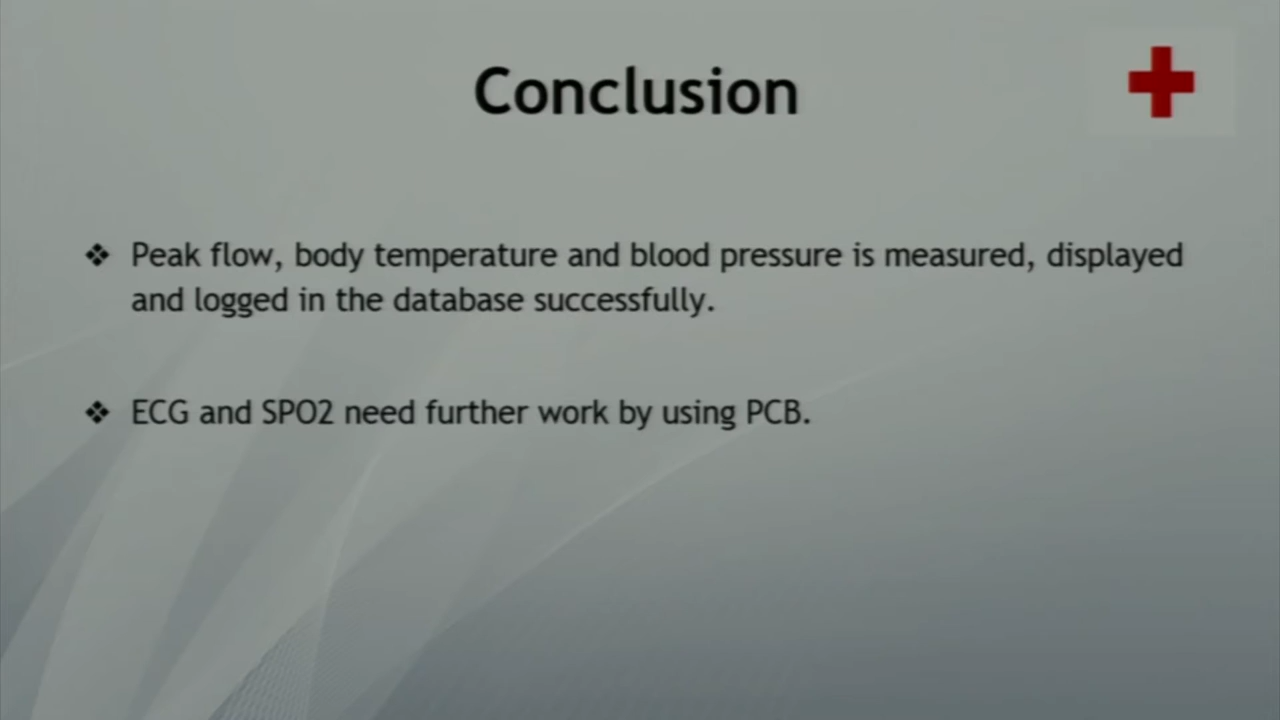 Conclusion
❖ Peak flow, body temperature and blood pressure is measured, displayed
and logged in the database successfully.
❖ ECG and SPO2 need further work by using PCB.